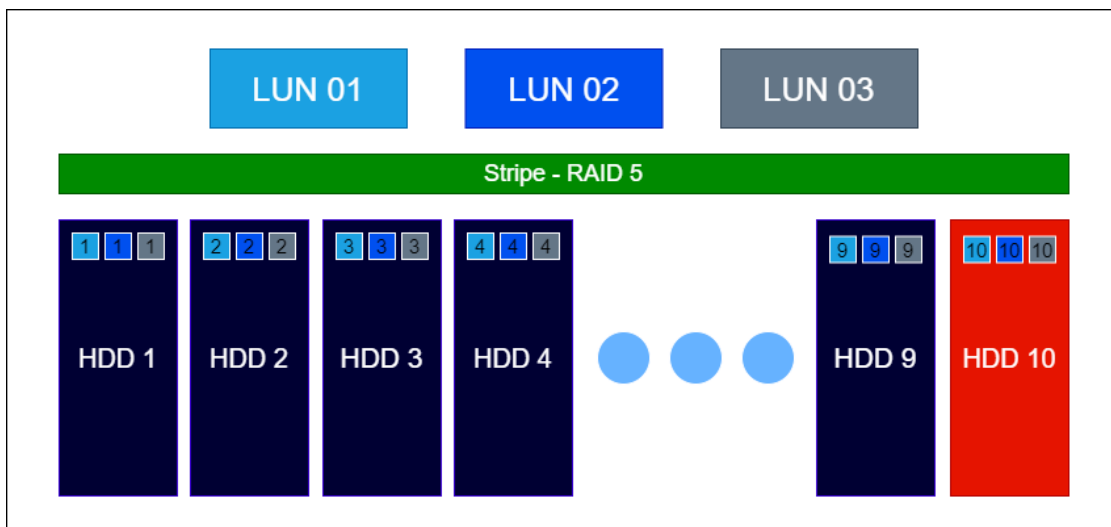 LUN 01 LUN 02 LUN 03
Stripe - RAID 5
1 1 1 2 2 2 3 3 3 4 4 4 9 9 9 10 10 10
HDD 1 HDD 2 HDD 3 HDD 4 HDD 9 HDD 10